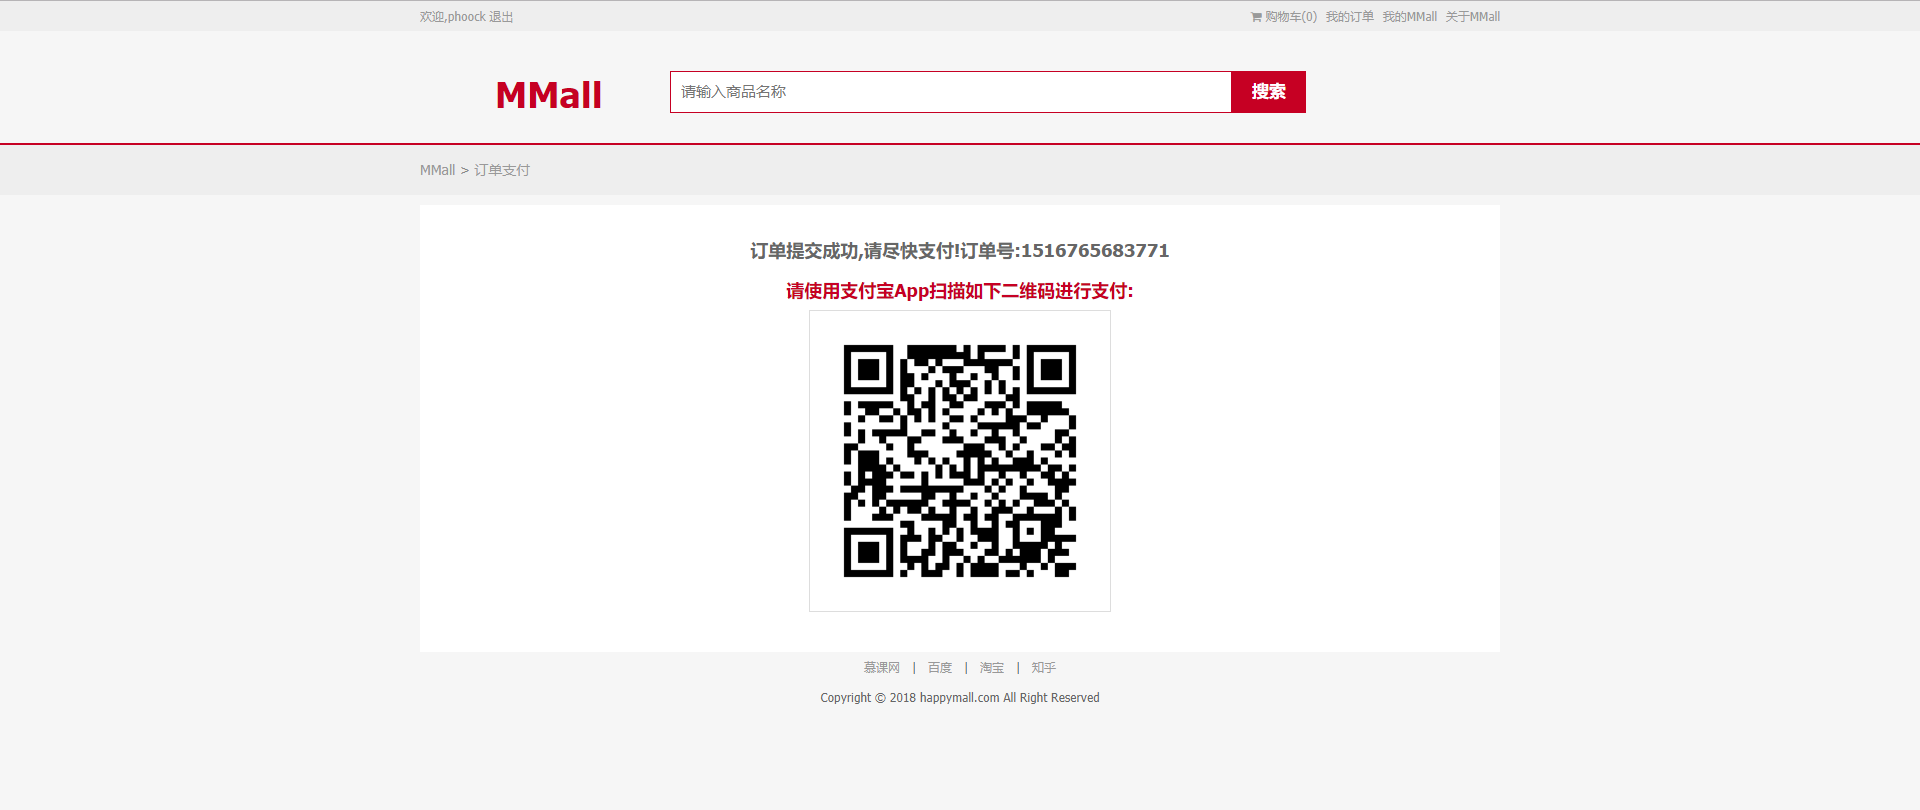 欢迎,phoock 退出
购物车(0) 我的订单 我的MMall 关于MMall
MMall
请输入商品名称
搜索
MMall > 订单支付
订单提交成功,请尽快支付!订单号:1516765683771
请使用支付宝App扫描如下二维码进行支付:
慕课网 | 百度 | 淘宝 | 知乎
Copyright © 2018 happymall.com All Right Reserved